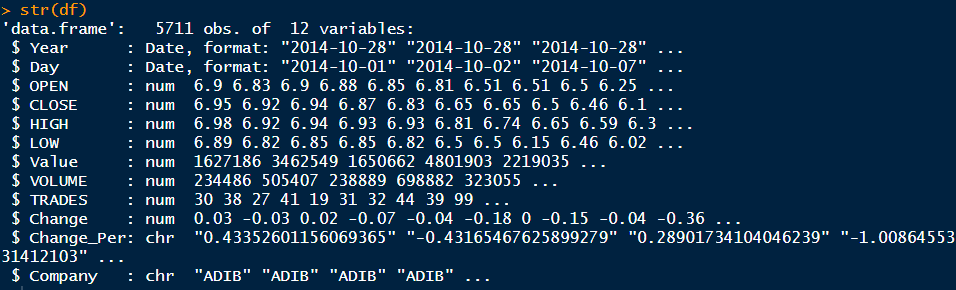 > str(df)
'data.frame':   5711 obs. of  12 variables:
 $ Year      : Date, format: "2014-10-28" "2014-10-28" "2014-10-28" ...
 $ Day       : Date, format: "2014-10-01" "2014-10-02" "2014-10-07" ...
 $ OPEN      : num  6.9 6.83 6.9 6.88 6.85 6.81 6.51 6.51 6.5 6.25 ...
 $ CLOSE     : num  6.95 6.92 6.94 6.87 6.83 6.65 6.65 6.5 6.46 6.1 ...
 $ HIGH      : num  6.98 6.92 6.94 6.93 6.93 6.81 6.74 6.65 6.59 6.3 ...
 $ LOW       : num  6.89 6.82 6.85 6.85 6.82 6.5 6.5 6.15 6.46 6.02 ...
 $ Value     : num  1627186 3462549 1650662 4801903 2219035 ...
 $ VOLUME    : num  234486 505407 238889 698882 323055 ...
 $ TRADES    : num  30 38 27 41 19 31 32 44 39 99 ...
 $ Change    : num  0.03 -0.03 0.02 -0.07 -0.04 -0.18 0 -0.15 -0.04 -0.36 ...
 $ Change_Per: chr  "0.43352601156069365" "-0.43165467625899279" "0.28901734104046239" "-1.00864553
31412103" ...
 $ Company   : chr  "ADIB" "ADIB" "ADIB" "ADIB" ...